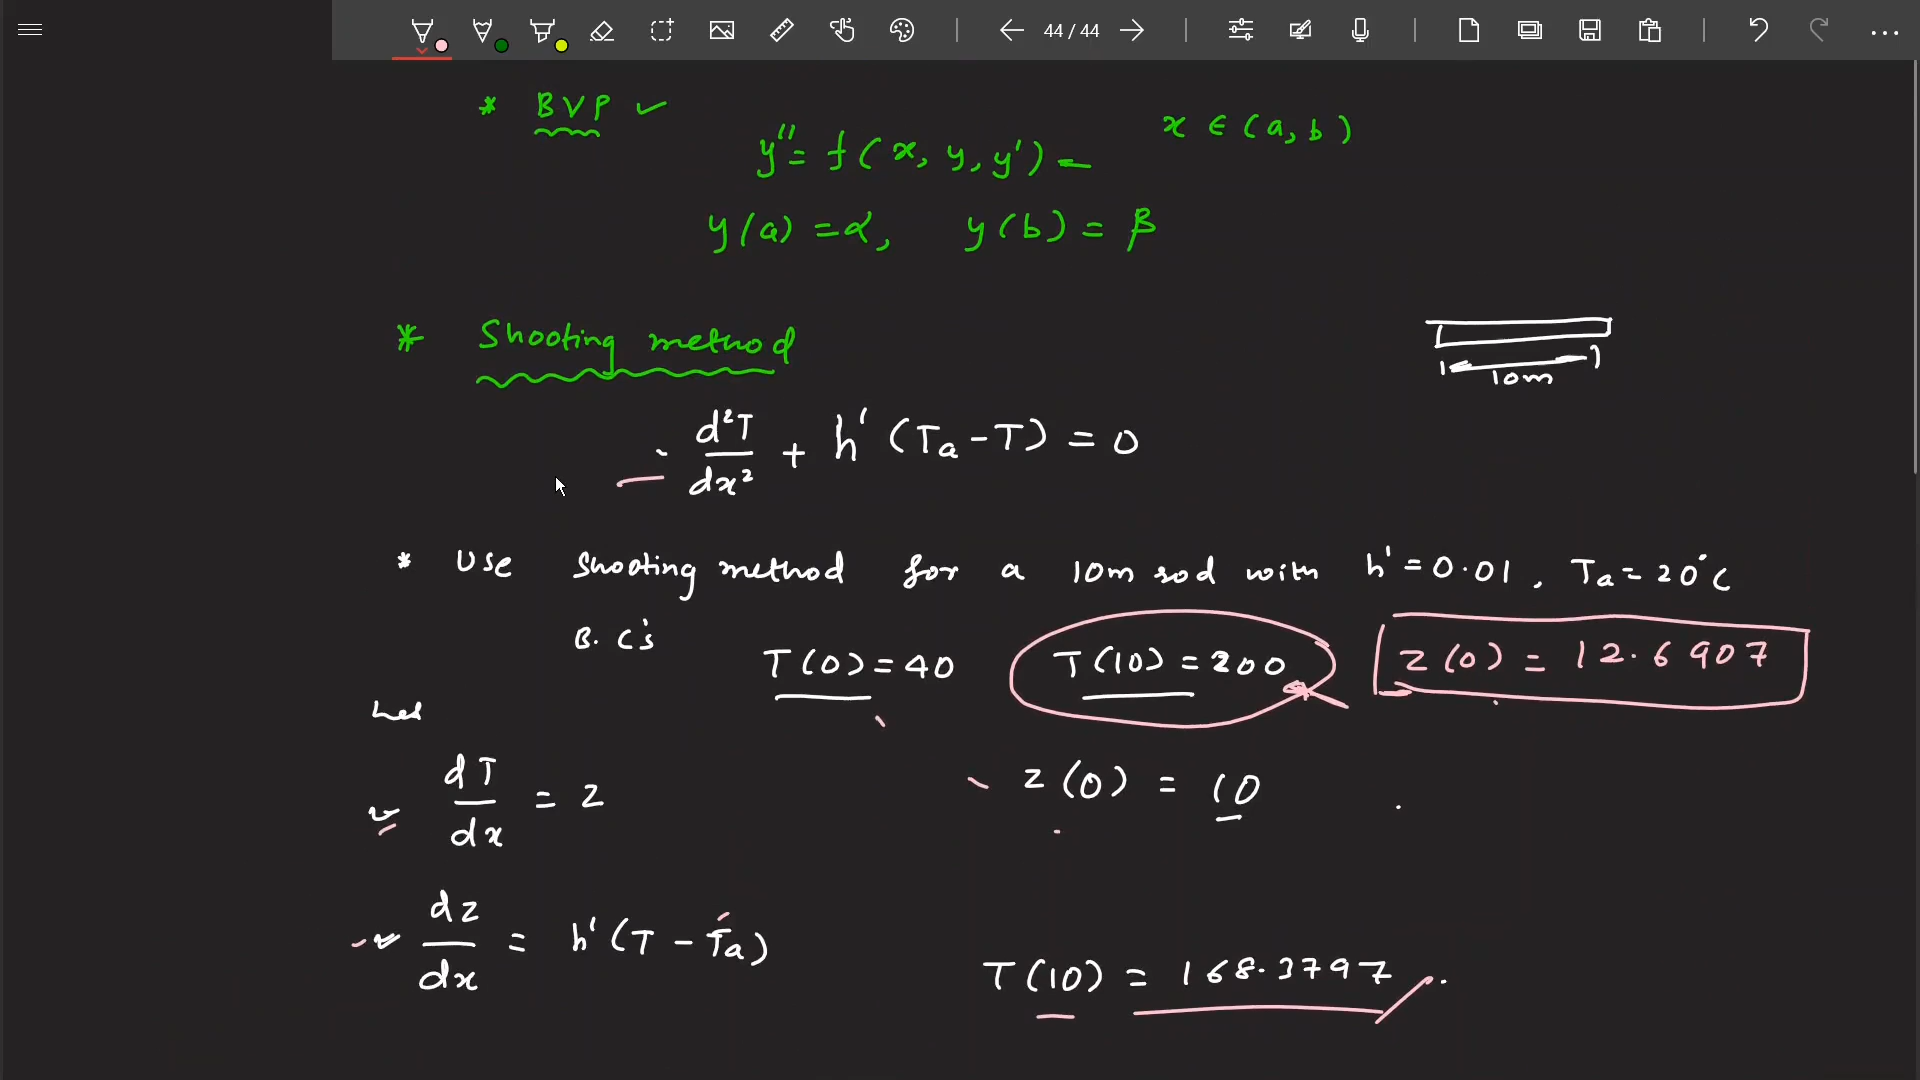 44 / 44
* BVP ✓
x ∈ (a, b)
y'' = f(x, y, y')
y(a) = α, y(b) = β
* Shooting method
10m
d²T/dx² + h'(Ta - T) = 0
* Use Shooting method for a 10m rod with h' = 0.01, Ta = 20°C
B. C's T(0) = 40 T(10) = 200 z(0) = 12.6907
Let
dT/dx = z z(0) = 10
dz/dx = h'(T - Ta)
T(10) = 168.3797